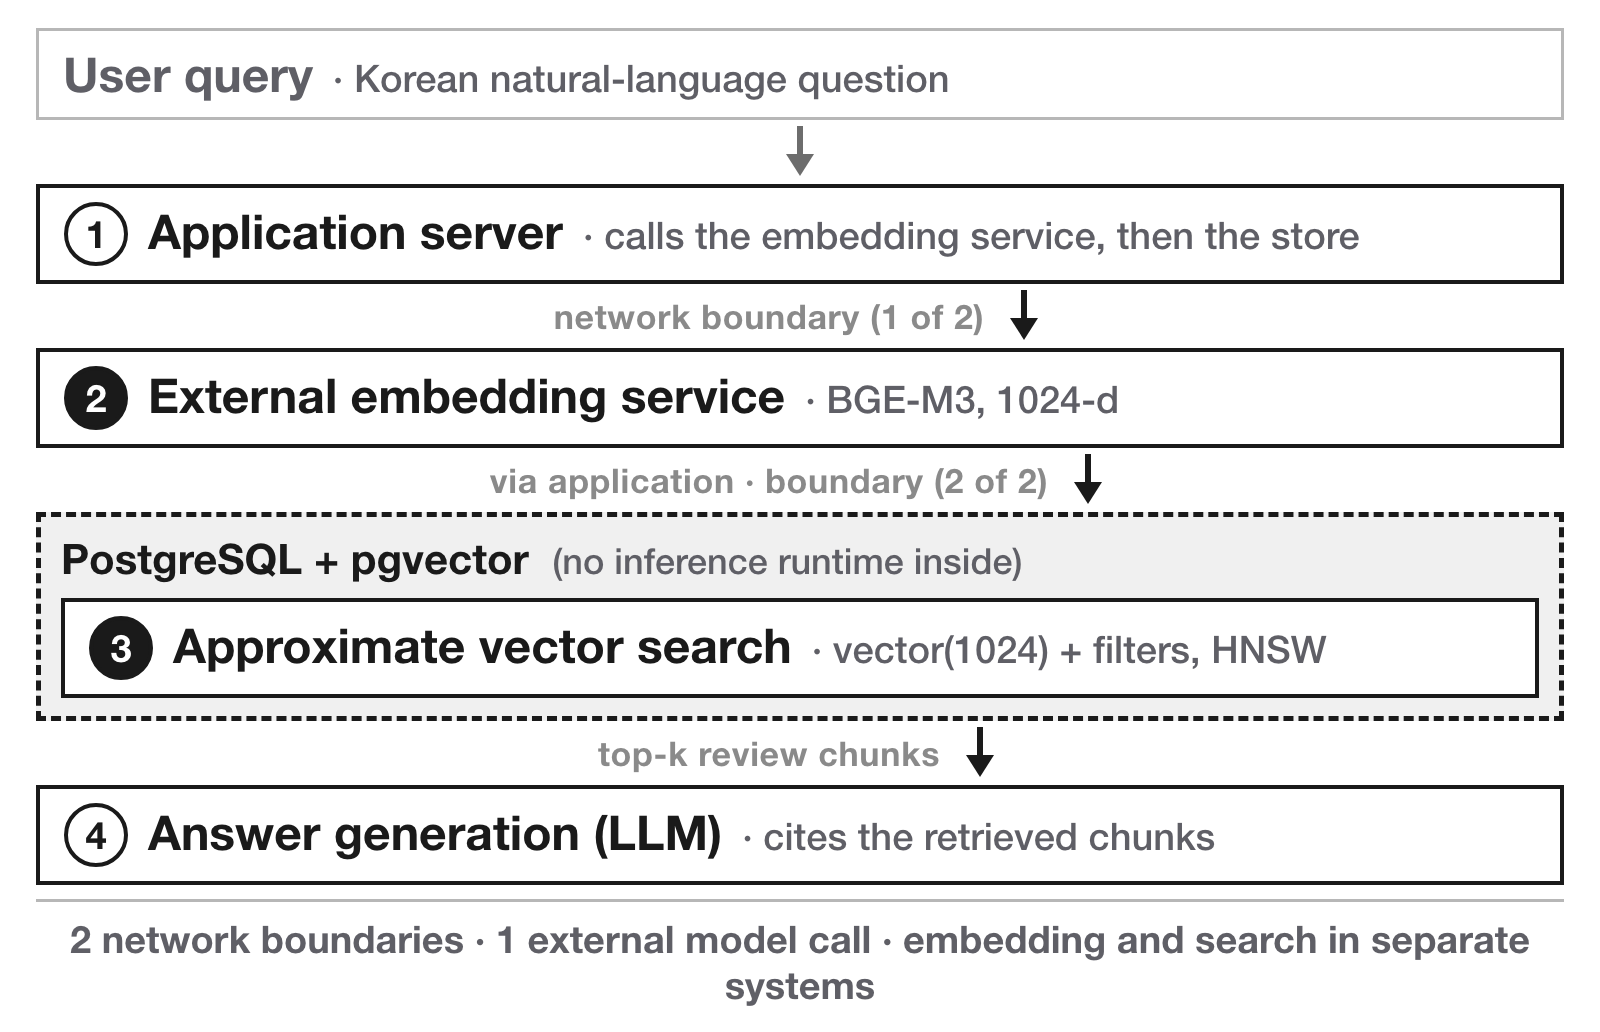 User query · Korean natural-language question
1 Application server · calls the embedding service, then the store
network boundary (1 of 2)
2 External embedding service · BGE-M3, 1024-d
via application · boundary (2 of 2)
PostgreSQL + pgvector (no inference runtime inside)
3 Approximate vector search · vector(1024) + filters, HNSW
top-k review chunks
4 Answer generation (LLM) · cites the retrieved chunks
2 network boundaries · 1 external model call · embedding and search in separate
systems